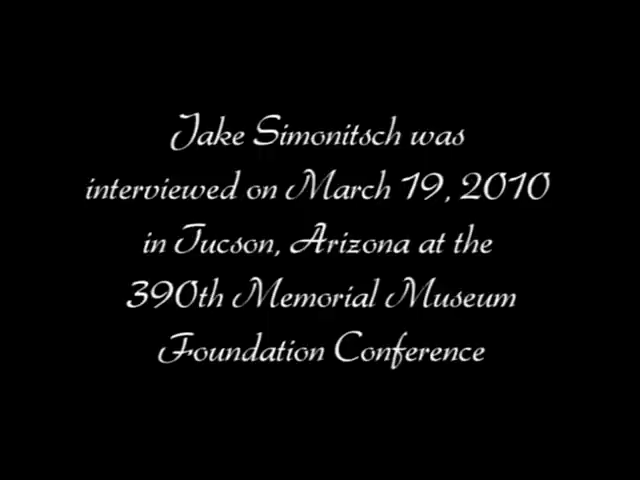 Jake Simonitsch was
interviewed on March 19, 2010
in Tucson, Arizona at the
390th Memorial Museum
Foundation Conference